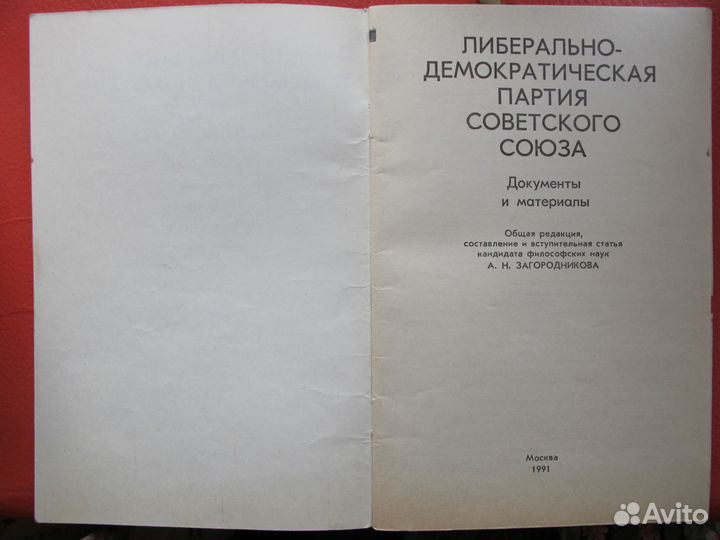 ЛИБЕРАЛЬНО-
ДЕМОКРАТИЧЕСКАЯ
ПАРТИЯ
СОВЕТСКОГО
СОЮЗА
Документы
и материалы
Общая редакция,
составление и вступительная статья
кандидата философских наук
А. Н. ЗАГОРОДНИКОВА
Москва
1991
Avito